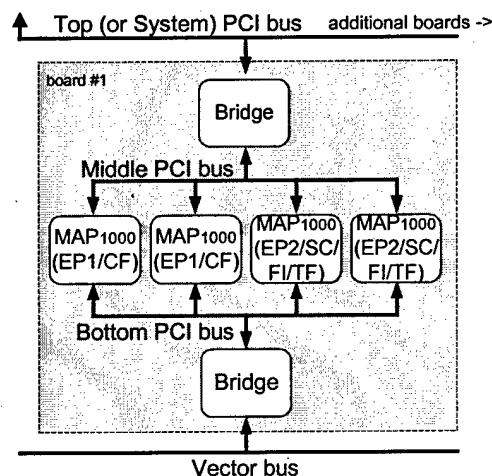 Top (or System) PCI bus
additional boards ->
board #1
Bridge
Middle PCI bus
MAP1000
(EP1/CF)
MAP1000
(EP1/CF)
MAP1000
(EP2/SC/
FI/TF)
MAP1000
(EP2/SC/
FI/TF)
Bottom PCI bus
Bridge
Vector bus